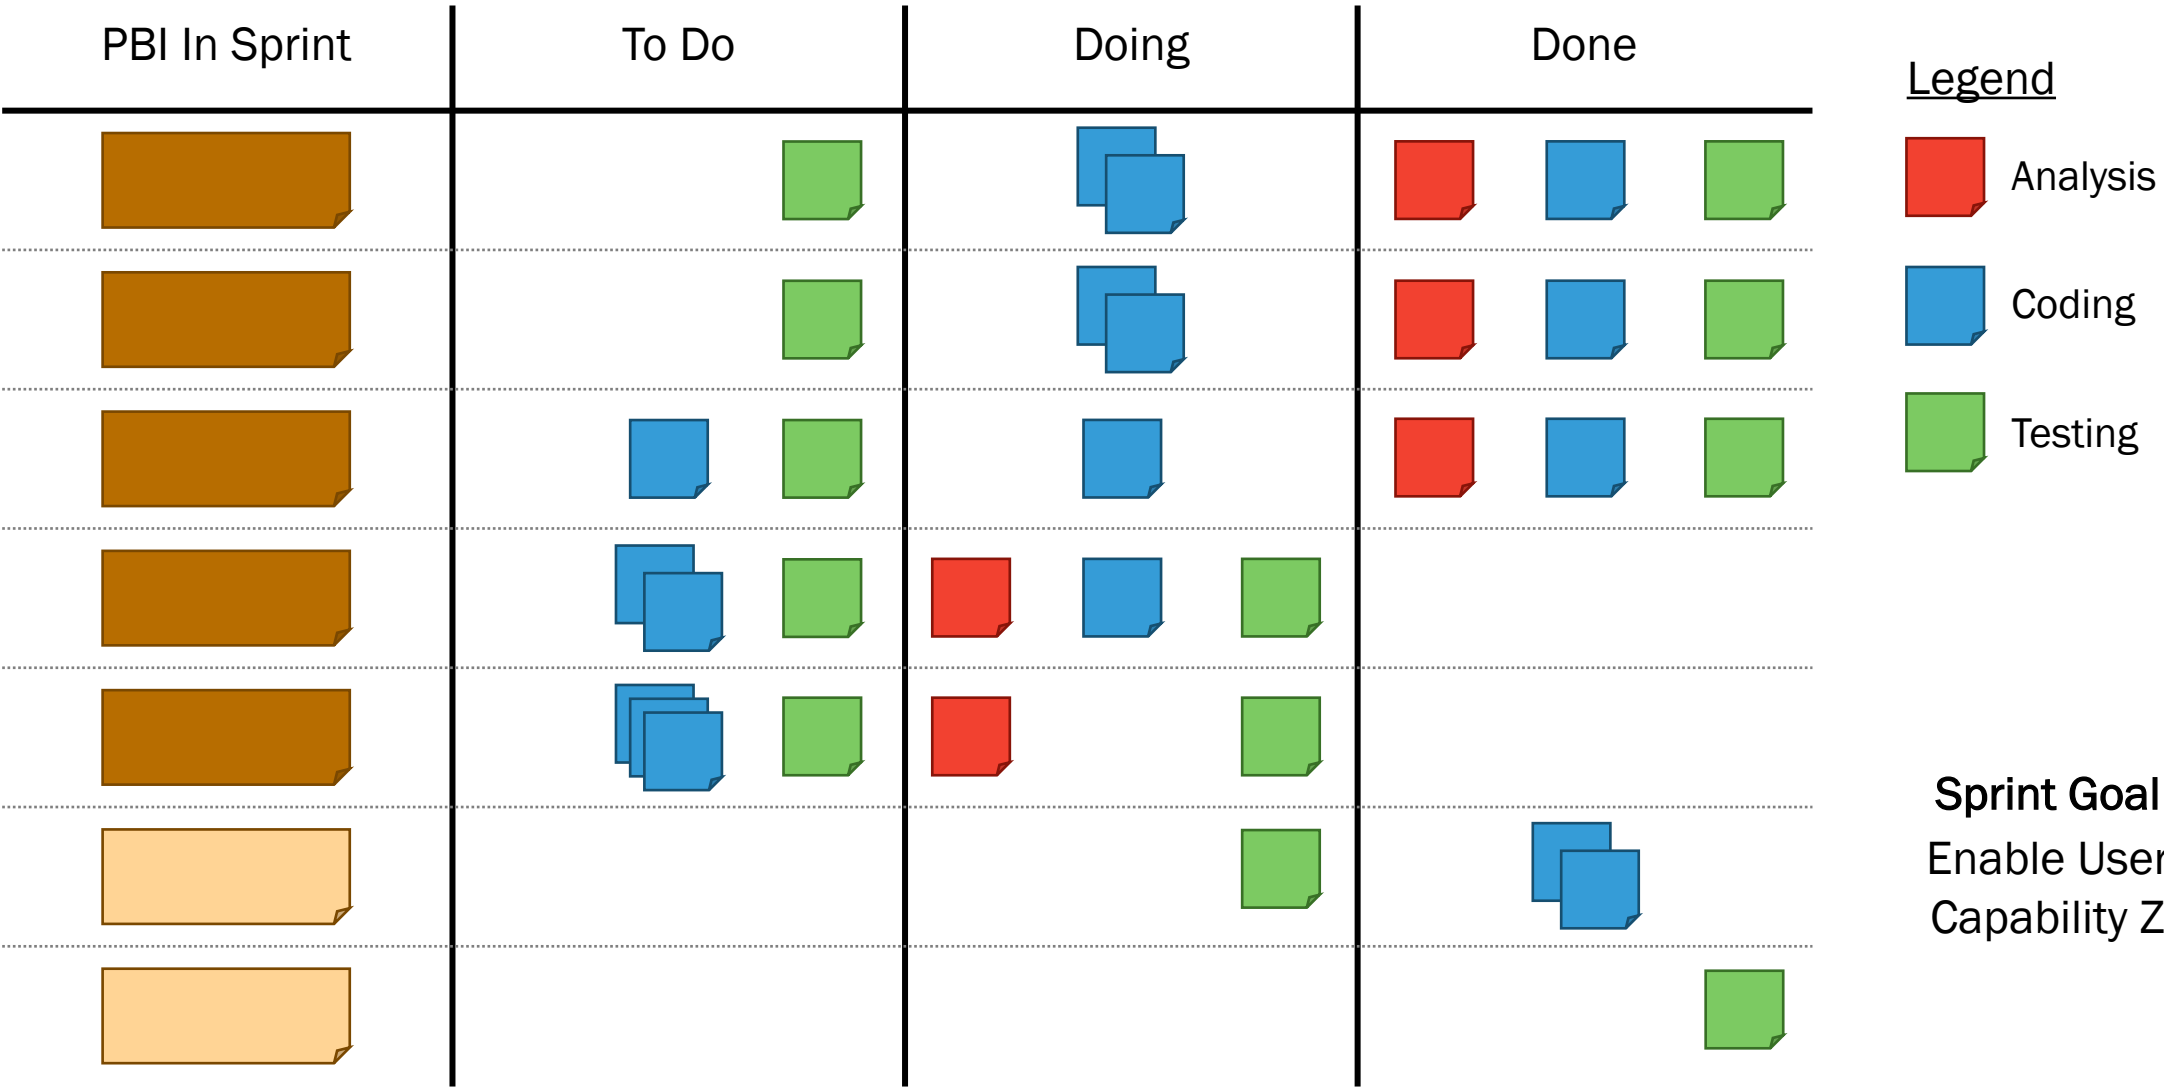 PBI In Sprint
To Do
Doing
Done
Legend
Analysis
Coding
Testing
Sprint Goal
Enable User
Capability Z